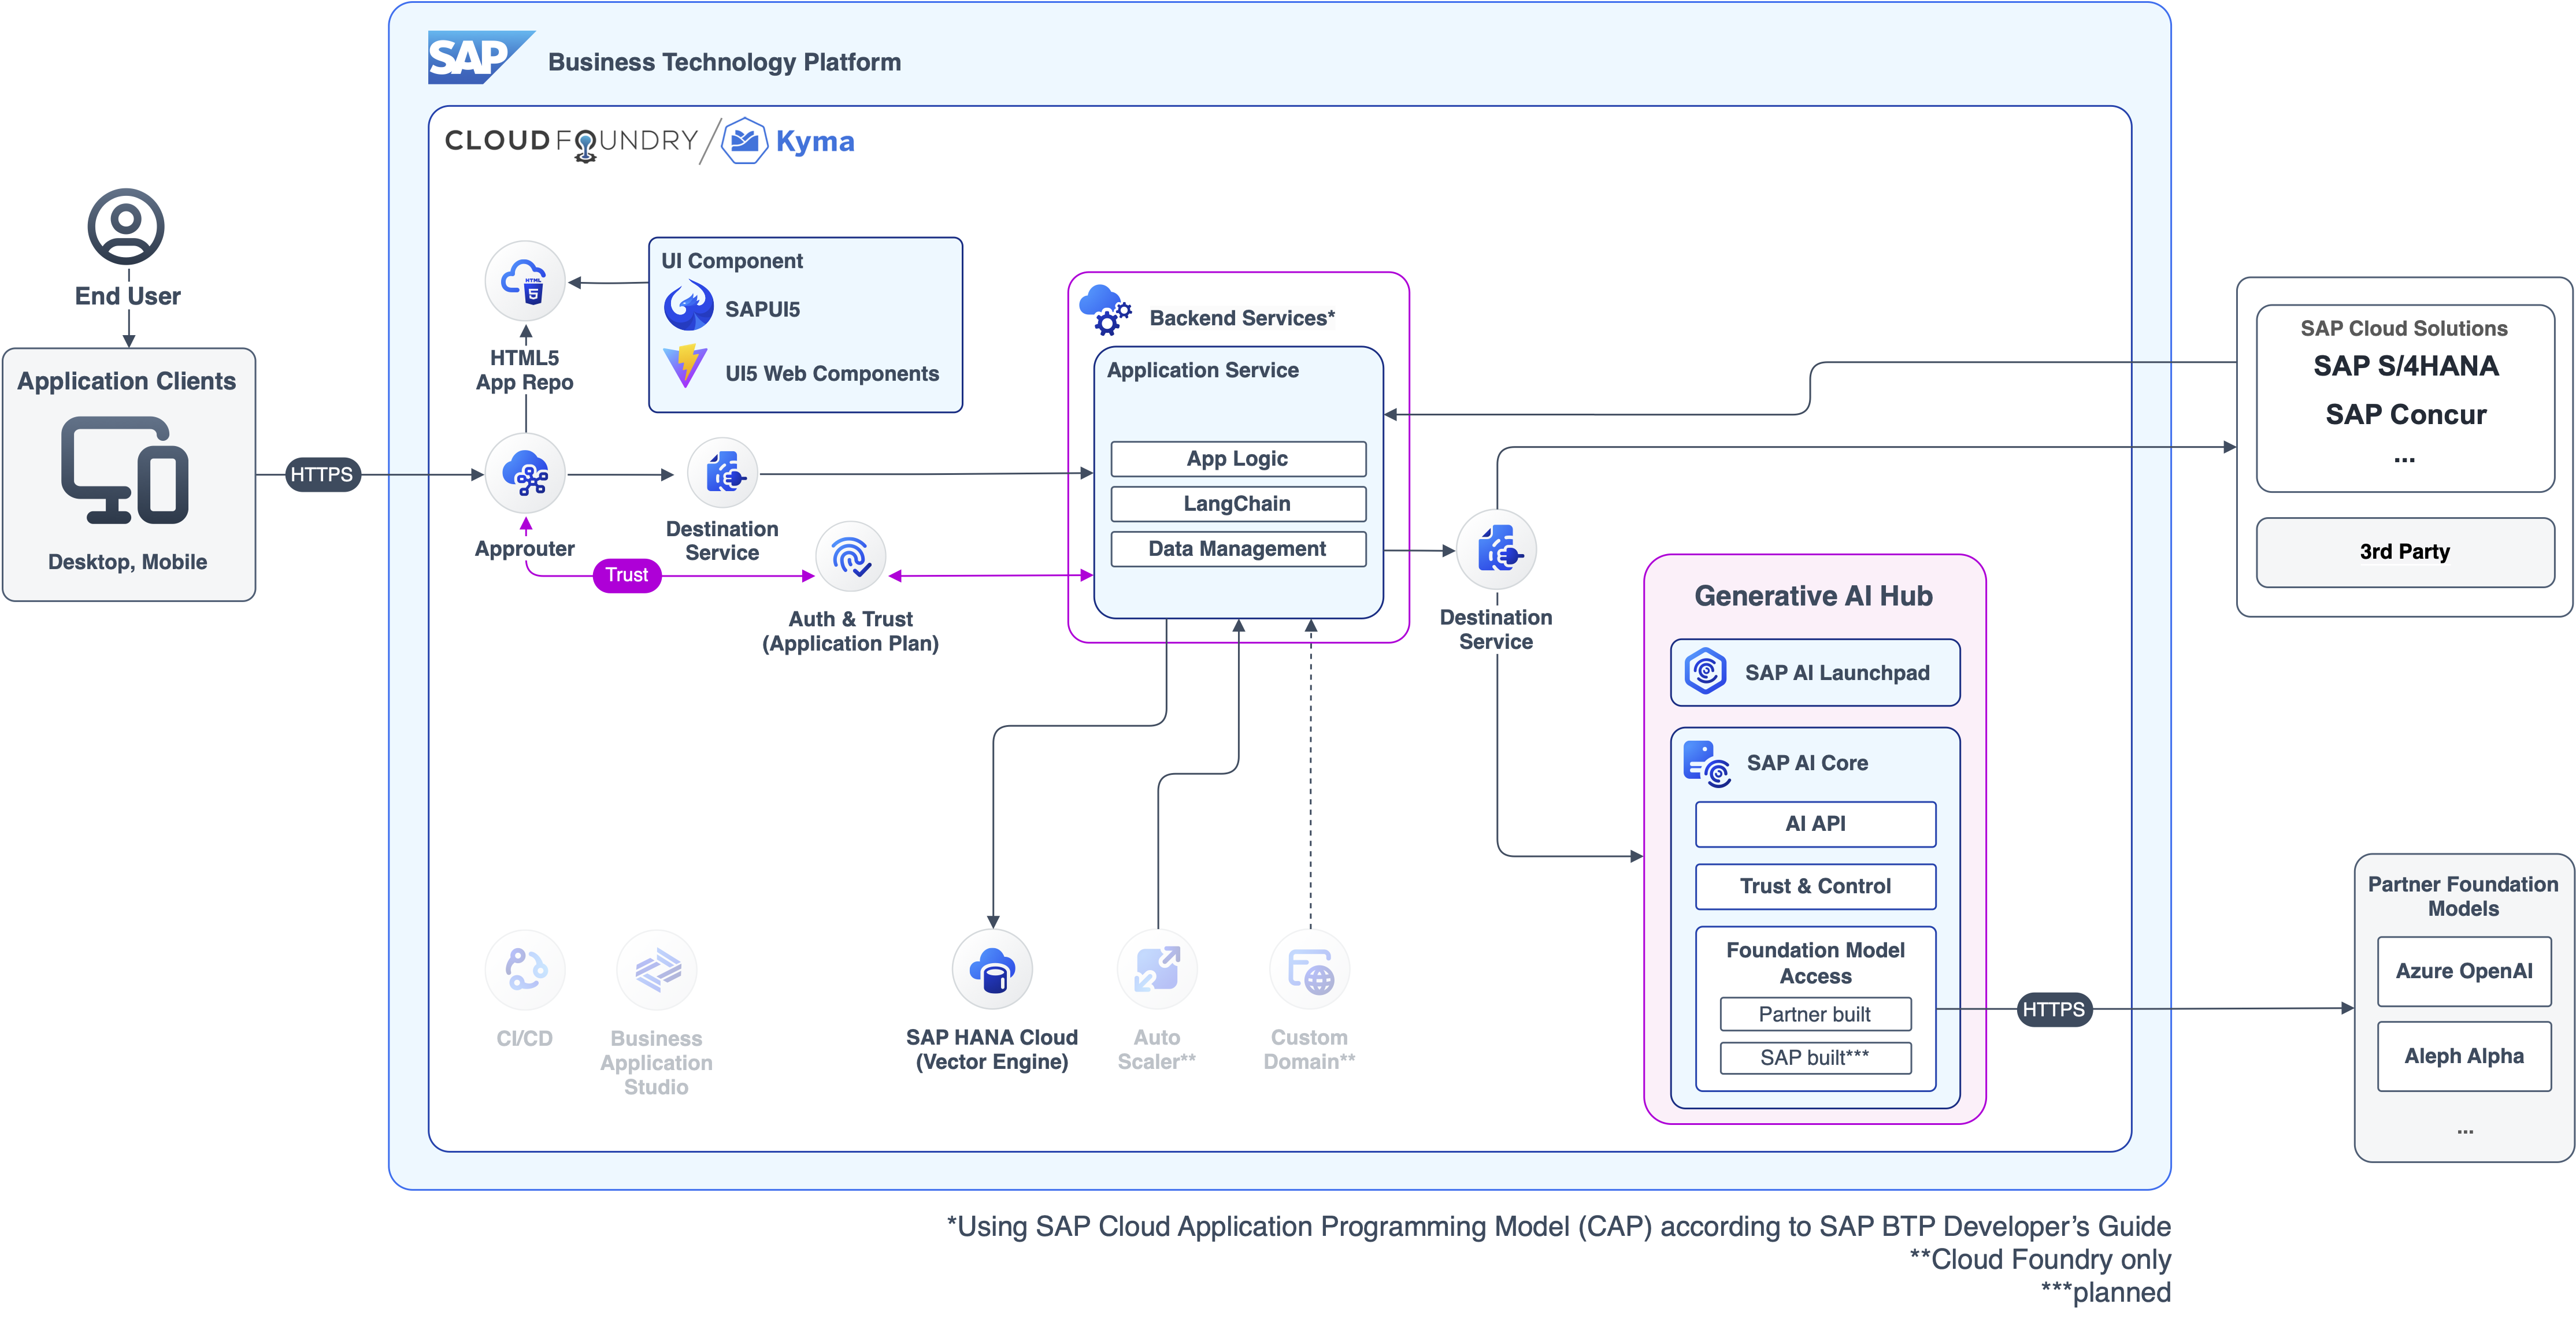 SAP
Business Technology Platform
CLOUD FOUNDRY
Kyma
End User
Application Clients
Desktop, Mobile
HTTPS
HTML5
App Repo
UI Component
SAPUI5
UI5 Web Components
HTML
5
Approuter
Destination
Service
Trust
Auth & Trust
(Application Plan)
Backend Services*
Application Service
App Logic
LangChain
Data Management
Destination
Service
SAP Cloud Solutions
SAP S/4HANA
SAP Concur
...
3rd Party
Generative AI Hub
SAP AI Launchpad
SAP AI Core
AI API
Trust & Control
Foundation Model
Access
Partner built
SAP built***
HTTPS
Partner Foundation
Models
Azure OpenAI
Aleph Alpha
...
CI/CD
Business
Application
Studio
SAP HANA Cloud
(Vector Engine)
Auto
Scaler**
Custom
Domain**
*Using SAP Cloud Application Programming Model (CAP) according to SAP BTP Developer’s Guide
**Cloud Foundry only
***planned